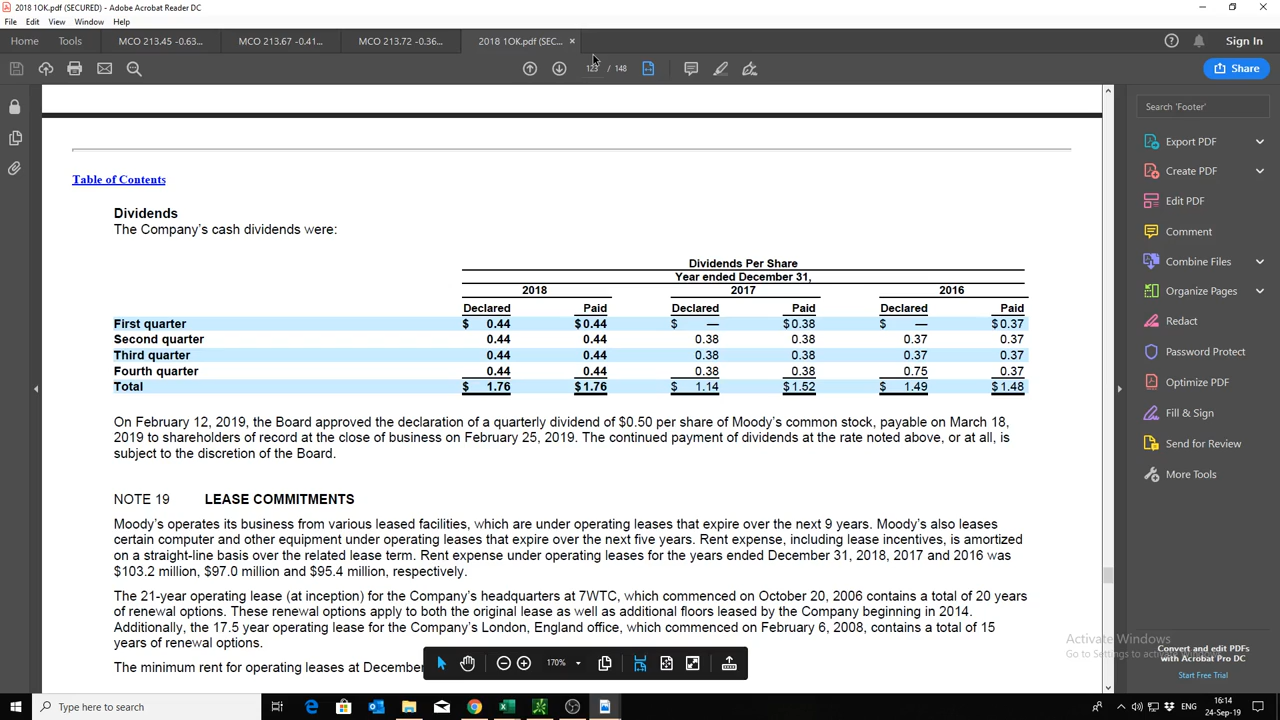 2018 1OK.pdf (SECURED) - Adobe Acrobat Reader DC
File Edit View Window Help
Home Tools MCO 213.45 -0.63... MCO 213.67 -0.41... MCO 213.72 -0.36... 2018 1OK.pdf (SEC... × Sign In
123 / 148 Share
Search 'Footer'
Export PDF
Create PDF
Edit PDF
Comment
Combine Files
Organize Pages
Redact
Password Protect
Optimize PDF
Fill & Sign
Send for Review
More Tools
Table of Contents
Dividends
The Company's cash dividends were:
Dividends Per Share
Year ended December 31,
2018 2017 2016
Declared Paid Declared Paid Declared Paid
First quarter $ 0.44 $0.44 $ — $0.38 $ — $0.37
Second quarter 0.44 0.44 0.38 0.38 0.37 0.37
Third quarter 0.44 0.44 0.38 0.38 0.37 0.37
Fourth quarter 0.44 0.44 0.38 0.38 0.75 0.37
Total $ 1.76 $1.76 $ 1.14 $1.52 $ 1.49 $1.48
On February 12, 2019, the Board approved the declaration of a quarterly dividend of $0.50 per share of Moody's common stock, payable on March 18,
2019 to shareholders of record at the close of business on February 25, 2019. The continued payment of dividends at the rate noted above, or at all, is
subject to the discretion of the Board.
NOTE 19 LEASE COMMITMENTS
Moody's operates its business from various leased facilities, which are under operating leases that expire over the next 9 years. Moody's also leases
certain computer and other equipment under operating leases that expire over the next five years. Rent expense, including lease incentives, is amortized
on a straight-line basis over the related lease term. Rent expense under operating leases for the years ended December 31, 2018, 2017 and 2016 was
$103.2 million, $97.0 million and $95.4 million, respectively.
The 21-year operating lease (at inception) for the Company's headquarters at 7WTC, which commenced on October 20, 2006 contains a total of 20 years
of renewal options. These renewal options apply to both the original lease as well as additional floors leased by the Company beginning in 2014.
Additionally, the 17.5 year operating lease for the Company's London, England office, which commenced on February 6, 2008, contains a total of 15
years of renewal options.
The minimum rent for operating leases at Decem
170%
Activate Windows
Go to Settings to activ
Convert and edit PDFs
with Acrobat Pro DC
Start Free Trial
Type here to search
ENG
16:14
24-Sep-19